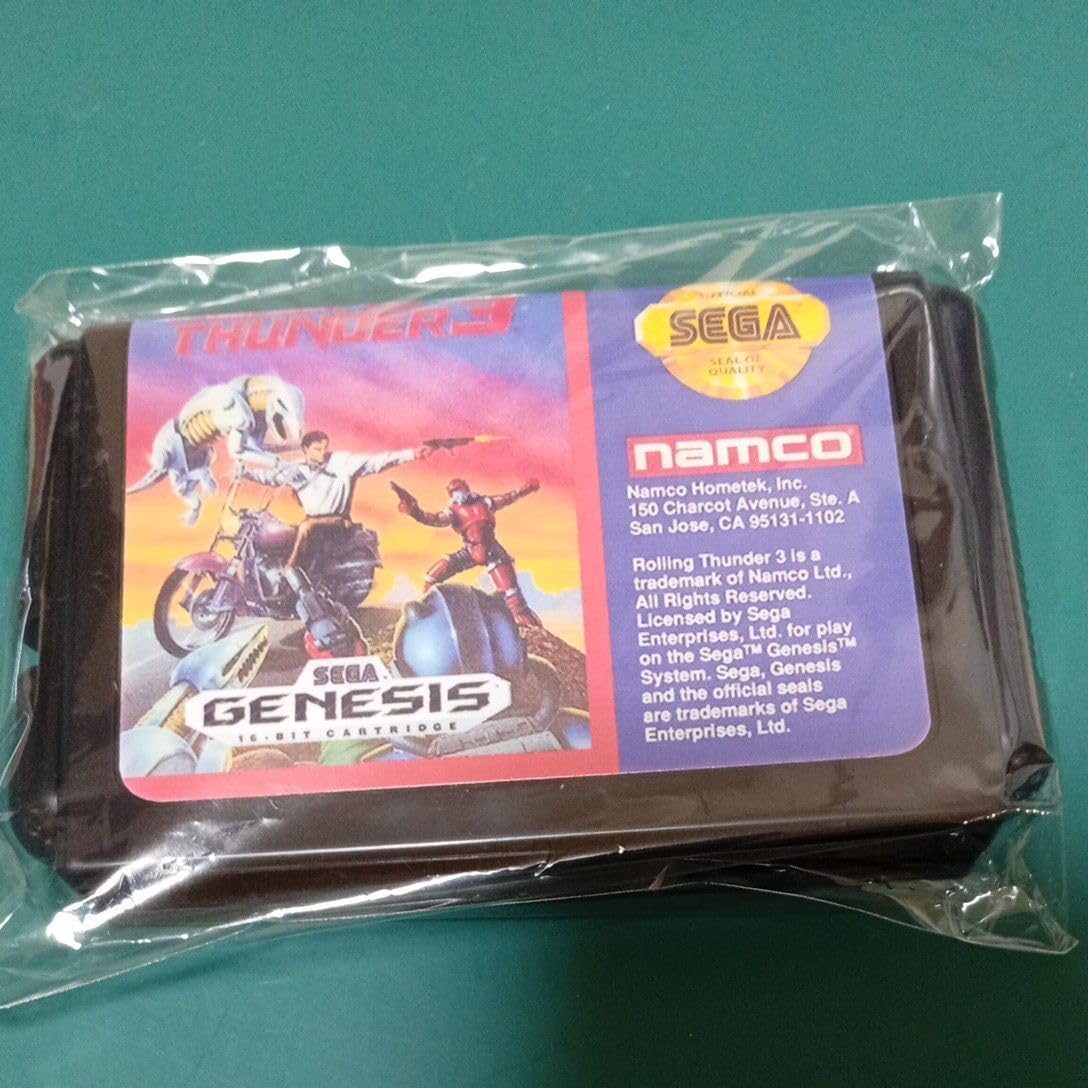 THUNDER 3
SEGA
GENESIS
16-BIT CARTRIDGE
OFFICIAL
SEGA
SEAL OF
QUALITY
namco
Namco Hometek, Inc.
150 Charcot Avenue, Ste. A
San Jose, CA 95131-1102
Rolling Thunder 3 is a
trademark of Namco Ltd.,
All Rights Reserved.
Licensed by Sega
Enterprises, Ltd. for play
on the Sega™ Genesis™
System. Sega, Genesis
and the official seals
are trademarks of Sega
Enterprises, Ltd.